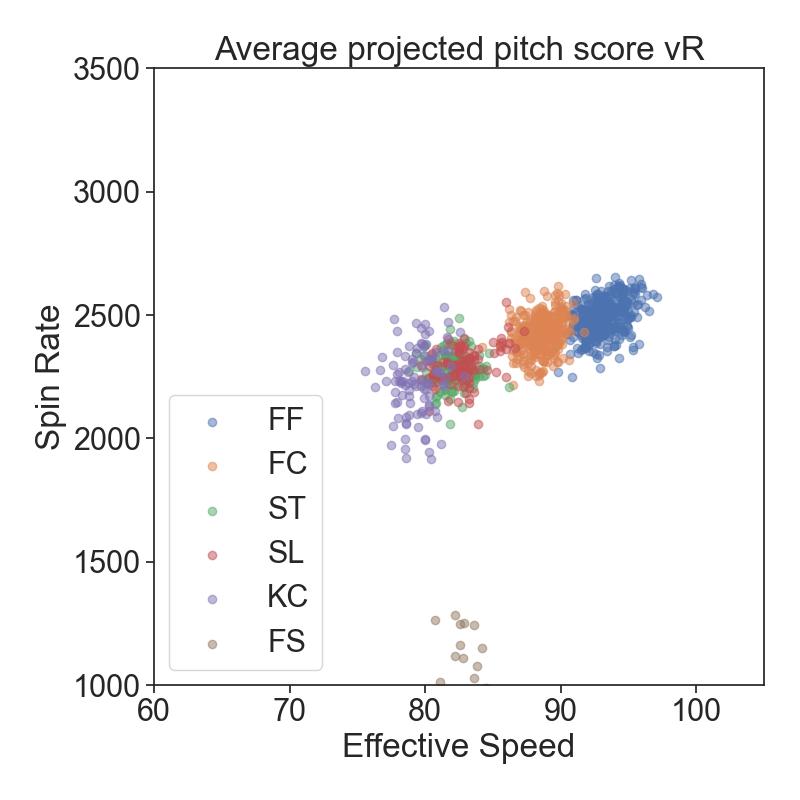 Average projected pitch score vR
3500
3000
2500
2000
1500
1000
Spin Rate
FF
FC
ST
SL
KC
FS
60 70 80 90 100
Effective Speed